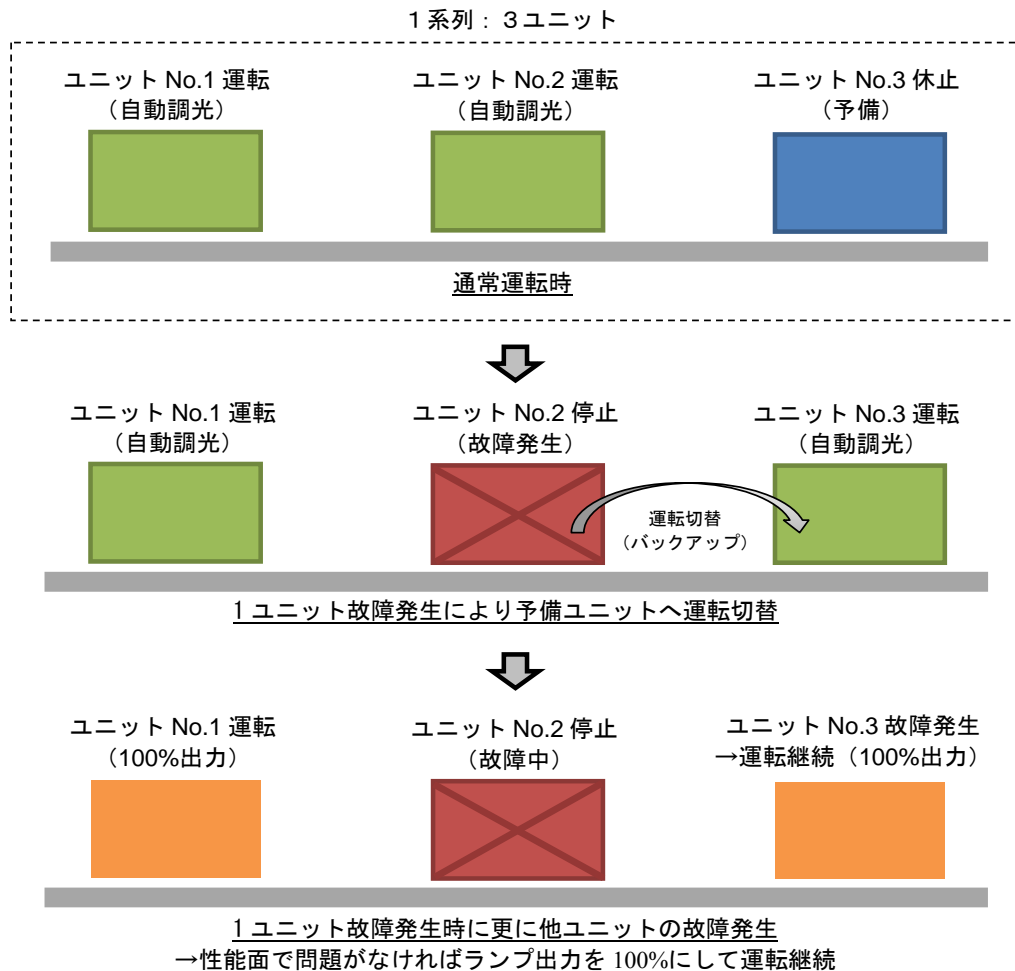 1系列：3ユニット
ユニット No.1 運転
（自動調光）
ユニット No.2 運転
（自動調光）
ユニット No.3 休止
（予備）
通常運転時
ユニット No.1 運転
（自動調光）
ユニット No.2 停止
（故障発生）
ユニット No.3 運転
（自動調光）
運転切替
（バックアップ）
1 ユニット故障発生により予備ユニットへ運転切替
ユニット No.1 運転
（100%出力）
ユニット No.2 停止
（故障中）
ユニット No.3 故障発生
→運転継続（100%出力）
1 ユニット故障発生時に更に他ユニットの故障発生
→性能面で問題がなければランプ出力を 100%にして運転継続